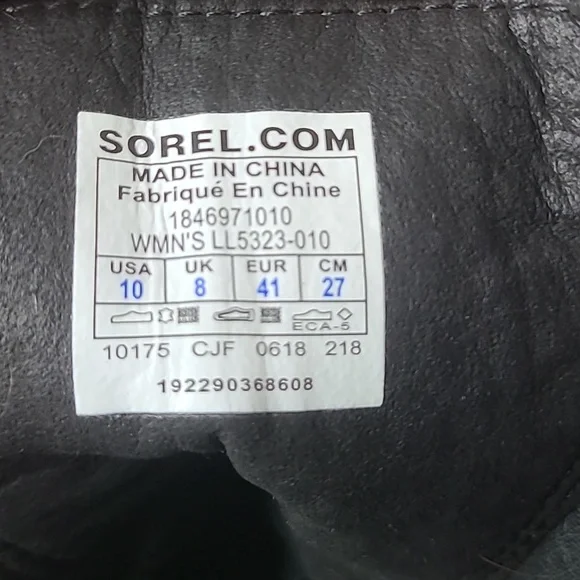 SOREL.COM
MADE IN CHINA
Fabriqué En Chine
1846971010
WMN'S LL5323-010
USA UK EUR CM
10 8 41 27
ECA-5
10175 CJF 0618 218
192290368608